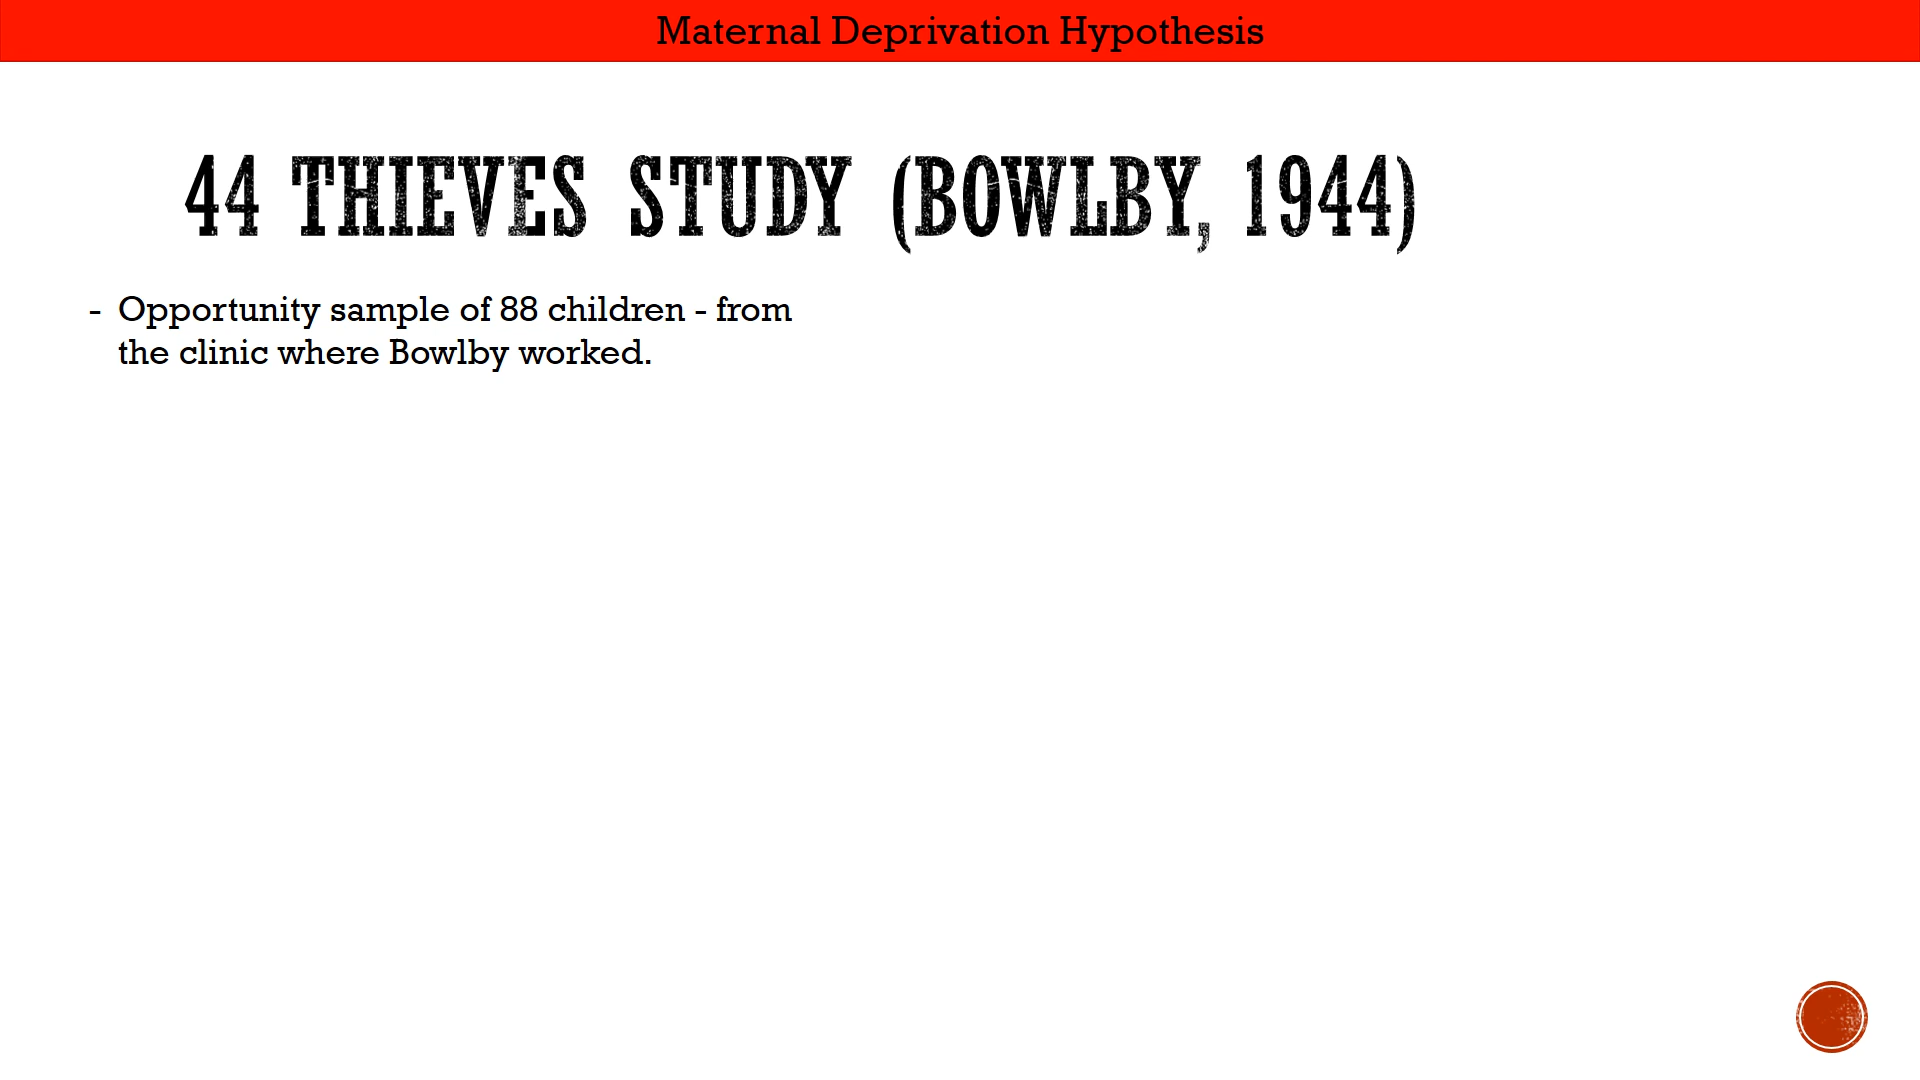 Maternal Deprivation Hypothesis
44 THIEVES STUDY (BOWLBY, 1944)
- Opportunity sample of 88 children - from
the clinic where Bowlby worked.